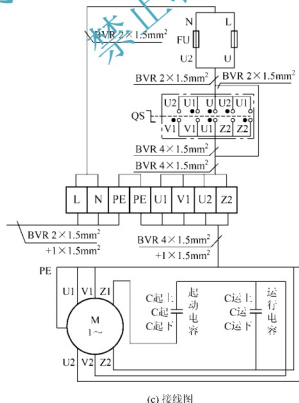 禁止
N L
FU
U2 U
BVR 2×1.5mm²
BVR 2×1.5mm²
BVR 2×1.5mm²
U2 U1 U U2 U1
QS
V1 V1 U1 Z2 Z2
BVR 4×1.5mm²
BVR 4×1.5mm²
L N PE PE U1 V1 U2 Z2
BVR 2×1.5mm²
+1×1.5mm²
BVR 4×1.5mm²
+1×1.5mm²
PE
U1 V1 Z1
M
1~
U2 V2 Z2
C起上
C起
C起下
起动电容
C运上
C运
C运下
运行电容
(c) 接线图